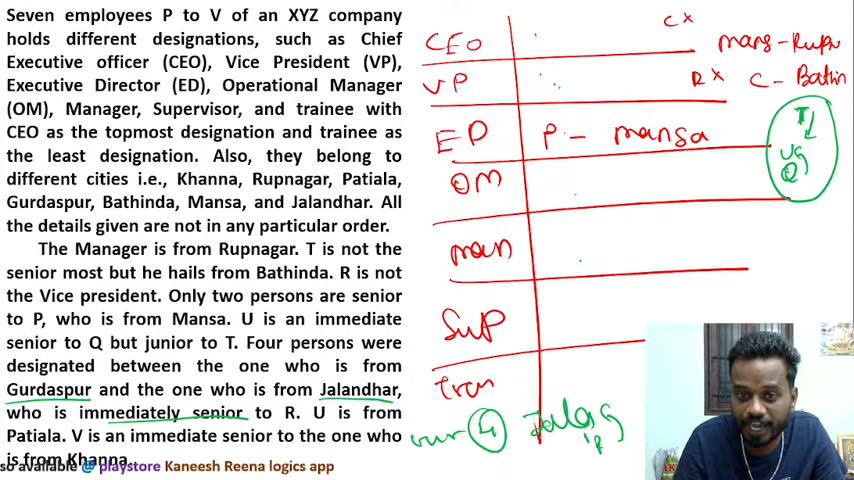 Seven employees P to V of an XYZ company
holds different designations, such as Chief
Executive officer (CEO), Vice President (VP),
Executive Director (ED), Operational Manager
(OM), Manager, Supervisor, and trainee with
CEO as the topmost designation and trainee as
the least designation. Also, they belong to
different cities i.e., Khanna, Rupnagar, Patiala,
Gurdaspur, Bathinda, Mansa, and Jalandhar. All
the details given are not in any particular order.
The Manager is from Rupnagar. T is not the
senior most but he hails from Bathinda. R is not
the Vice president. Only two persons are senior
to P, who is from Mansa. U is an immediate
senior to Q but junior to T. Four persons were
designated between the one who is from
Gurdaspur and the one who is from Jalandhar,
who is immediately senior to R. U is from
Patiala. V is an immediate senior to the one who
is from Khanna.
so available @ playstore Kaneesh Reena logics app
CEO
C x
VP
R x
mang-Rupn
C - Bathin
ED P - mansa
T
OM
Q
man
Sup
Tran
4